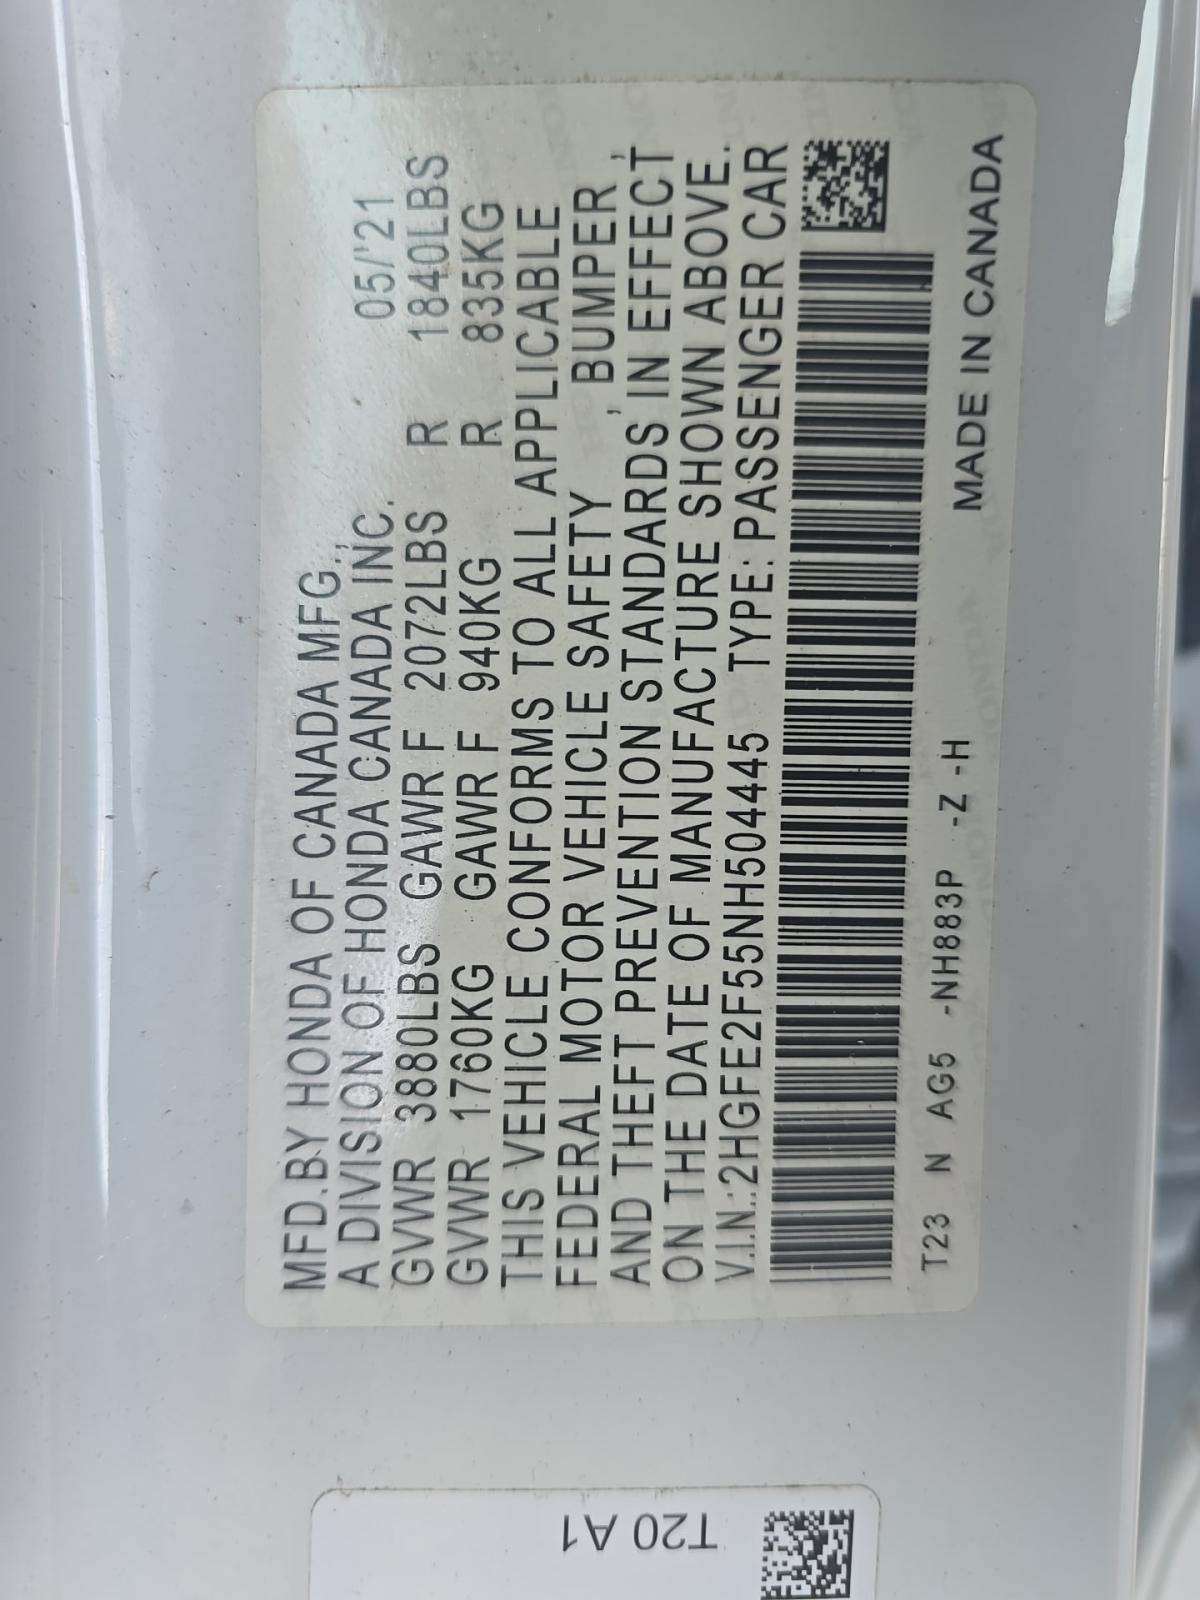 MFD.BY HONDA OF CANADA MFG.,
A DIVISION OF HONDA CANADA INC. 05/'21
GVWR 3880LBS GAWR F 2072LBS R 1840LBS
GVWR 1760KG GAWR F 940KG R 835KG
THIS VEHICLE CONFORMS TO ALL APPLICABLE
FEDERAL MOTOR VEHICLE SAFETY, BUMPER,
AND THEFT PREVENTION STANDARDS IN EFFECT
ON THE DATE OF MANUFACTURE SHOWN ABOVE.
V.I.N.:2HGFE2F55NH504445 TYPE: PASSENGER CAR
T23 N AG5 -NH883P -Z -H MADE IN CANADA
T20 A1